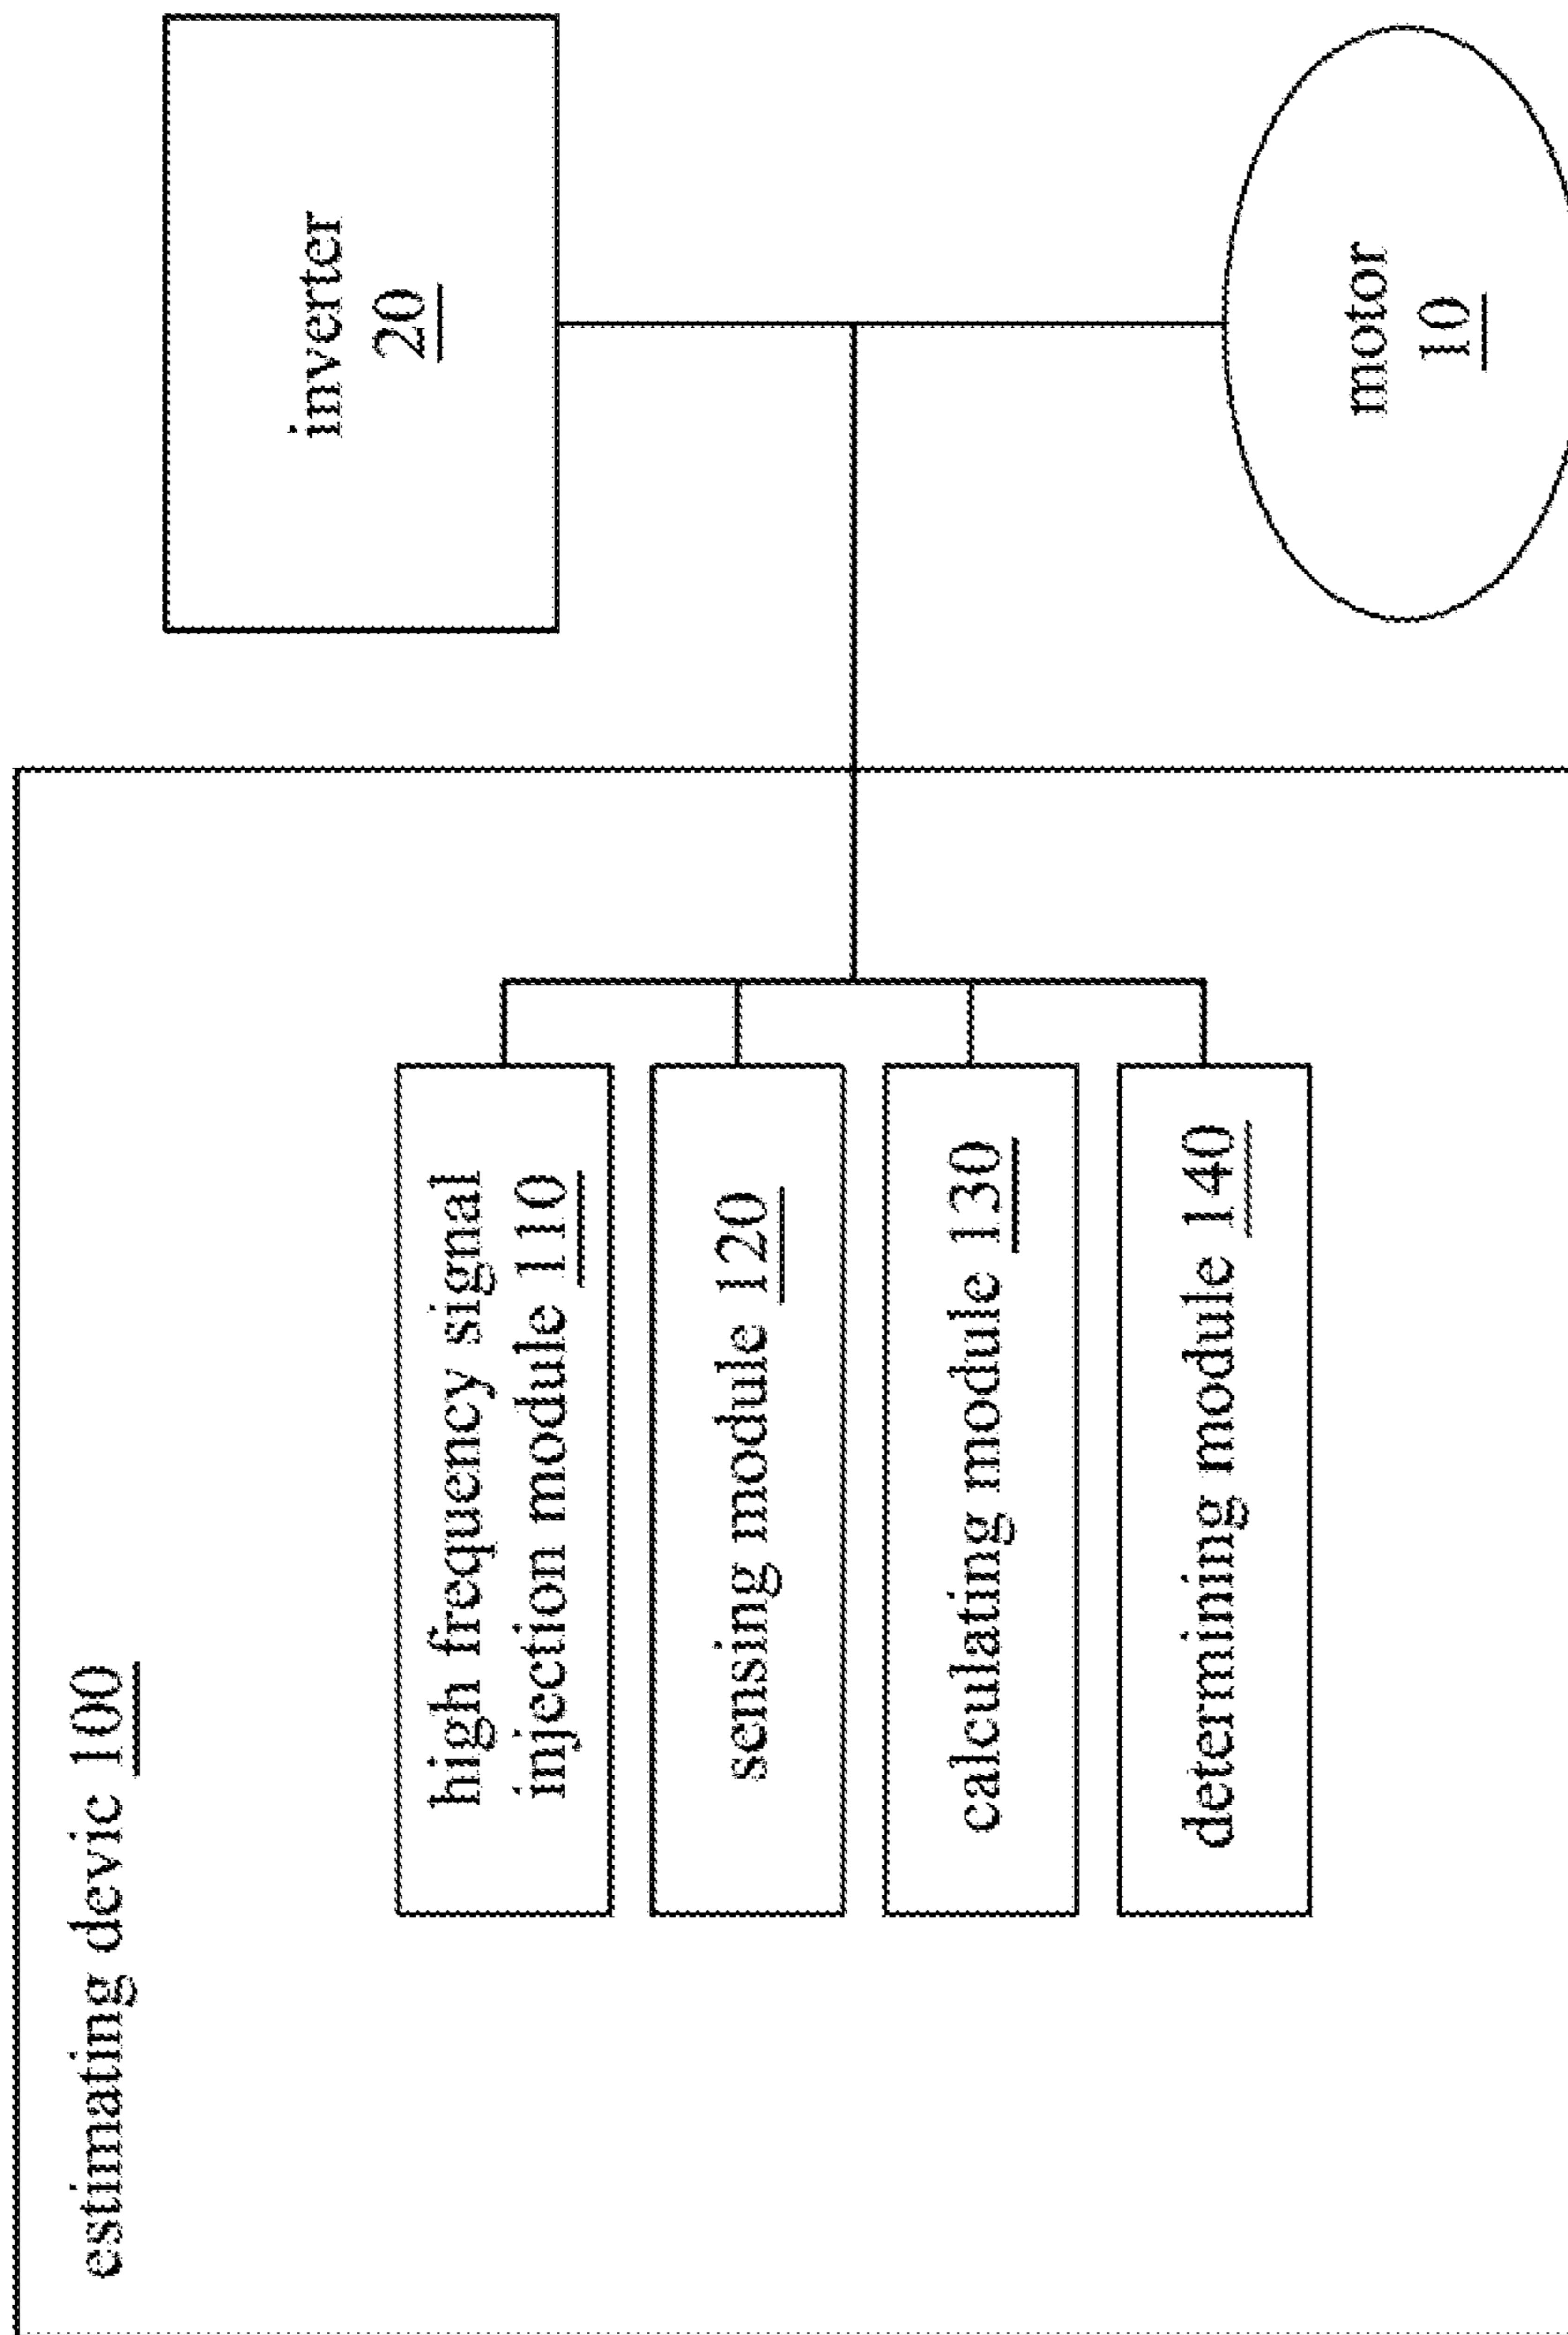 estimating devic 100
high frequency signal
injection module 110
sensing module 120
calculating module 130
determining module 140
inverter
20
motor
10